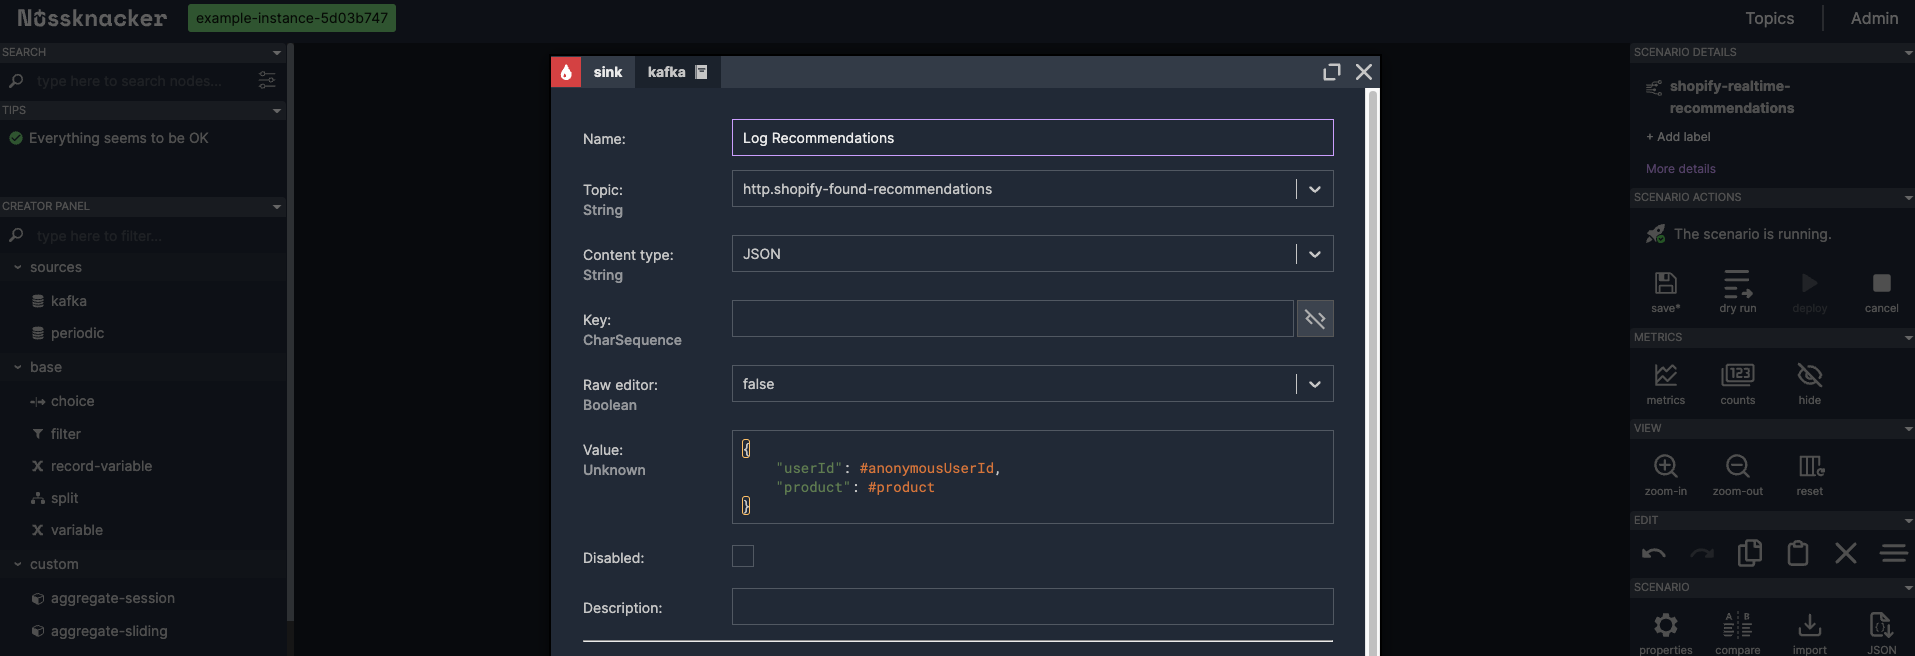 Nussknacker
example-instance-5d03b747
Topics
Admin
SEARCH
type here to search nodes...
TIPS
Everything seems to be OK
CREATOR PANEL
type here to filter...
sources
kafka
periodic
base
choice
filter
record-variable
split
variable
custom
aggregate-session
aggregate-sliding
sink
kafka
Name:
Log Recommendations
Topic:
String
http.shopify-found-recommendations
Content type:
String
JSON
Key:
CharSequence
Raw editor:
Boolean
false
Value:
Unknown
{
"userId": #anonymousUserId,
"product": #product
}
Disabled:
Description:
SCENARIO DETAILS
shopify-realtime-
recommendations
+ Add label
More details
SCENARIO ACTIONS
The scenario is running.
save*
dry run
deploy
cancel
METRICS
123
metrics
counts
hide
VIEW
zoom-in
zoom-out
reset
EDIT
SCENARIO
A B
{}
properties
compare
import
JSON